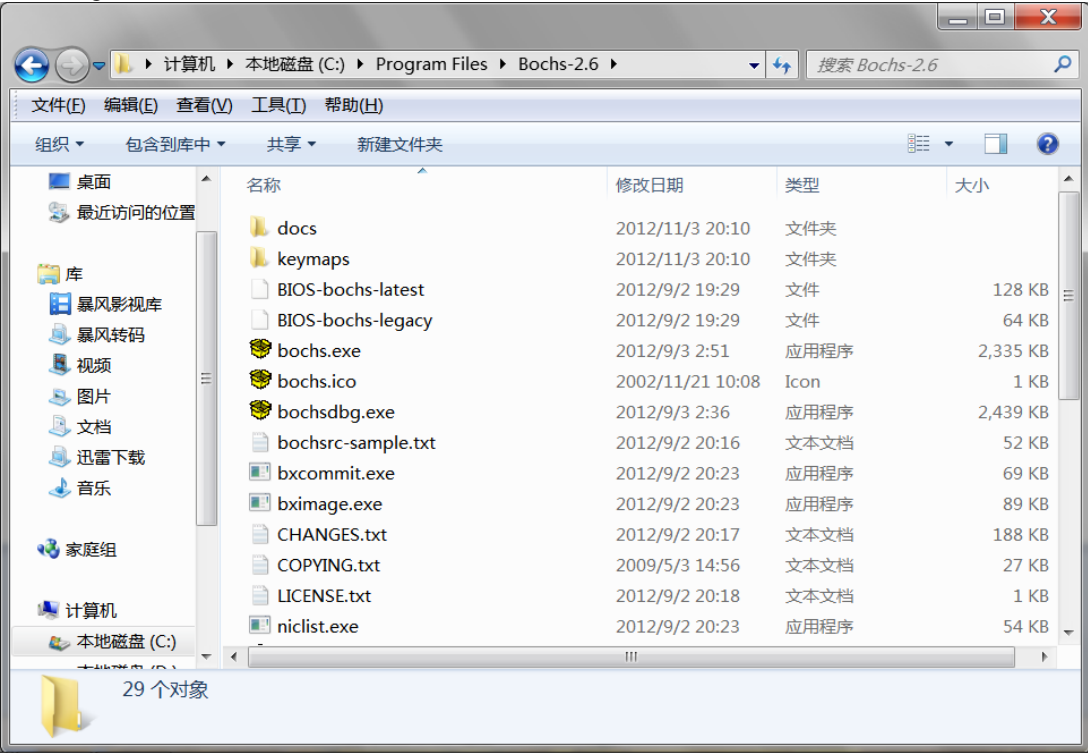 计算机 本地磁盘 (C:) Program Files Bochs-2.6 搜索 Bochs-2.6
文件(F) 编辑(E) 查看(V) 工具(T) 帮助(H)
组织 包含到库中 共享 新建文件夹
桌面
最近访问的位置
库
暴风影视库
暴风转码
视频
图片
文档
迅雷下载
音乐
家庭组
计算机
本地磁盘 (C:)
名称 修改日期 类型 大小
docs 2012/11/3 20:10 文件夹
keymaps 2012/11/3 20:10 文件夹
BIOS-bochs-latest 2012/9/2 19:29 文件 128 KB
BIOS-bochs-legacy 2012/9/2 19:29 文件 64 KB
bochs.exe 2012/9/3 2:51 应用程序 2,335 KB
bochs.ico 2002/11/21 10:08 Icon 1 KB
bochsdbg.exe 2012/9/3 2:36 应用程序 2,439 KB
bochsrc-sample.txt 2012/9/2 20:16 文本文档 52 KB
bxcommit.exe 2012/9/2 20:23 应用程序 69 KB
bximage.exe 2012/9/2 20:23 应用程序 89 KB
CHANGES.txt 2012/9/2 20:17 文本文档 188 KB
COPYING.txt 2009/5/3 14:56 文本文档 27 KB
LICENSE.txt 2012/9/2 20:18 文本文档 1 KB
niclist.exe 2012/9/2 20:23 应用程序 54 KB
29 个对象